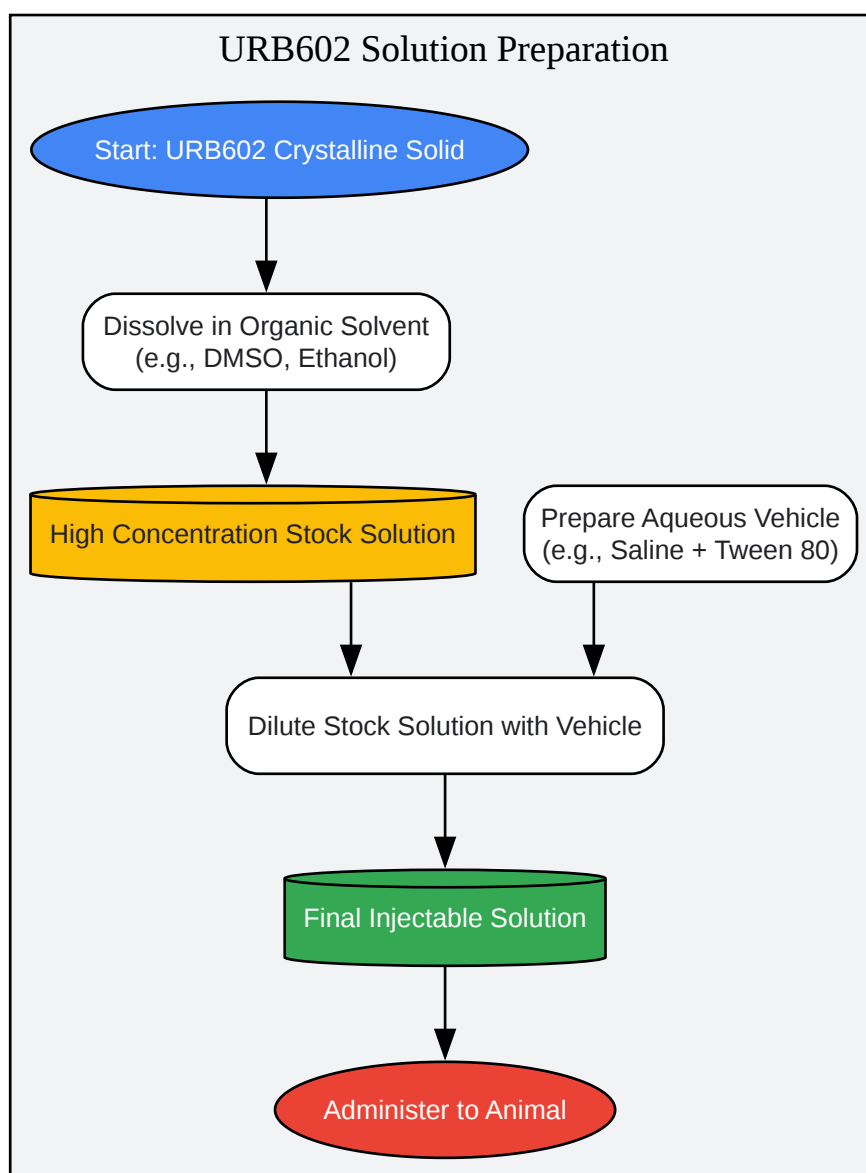 URB602 Solution Preparation
Start: URB602 Crystalline Solid
Dissolve in Organic Solvent
(e.g., DMSO, Ethanol)
High Concentration Stock Solution
Prepare Aqueous Vehicle
(e.g., Saline + Tween 80)
Dilute Stock Solution with Vehicle
Final Injectable Solution
Administer to Animal